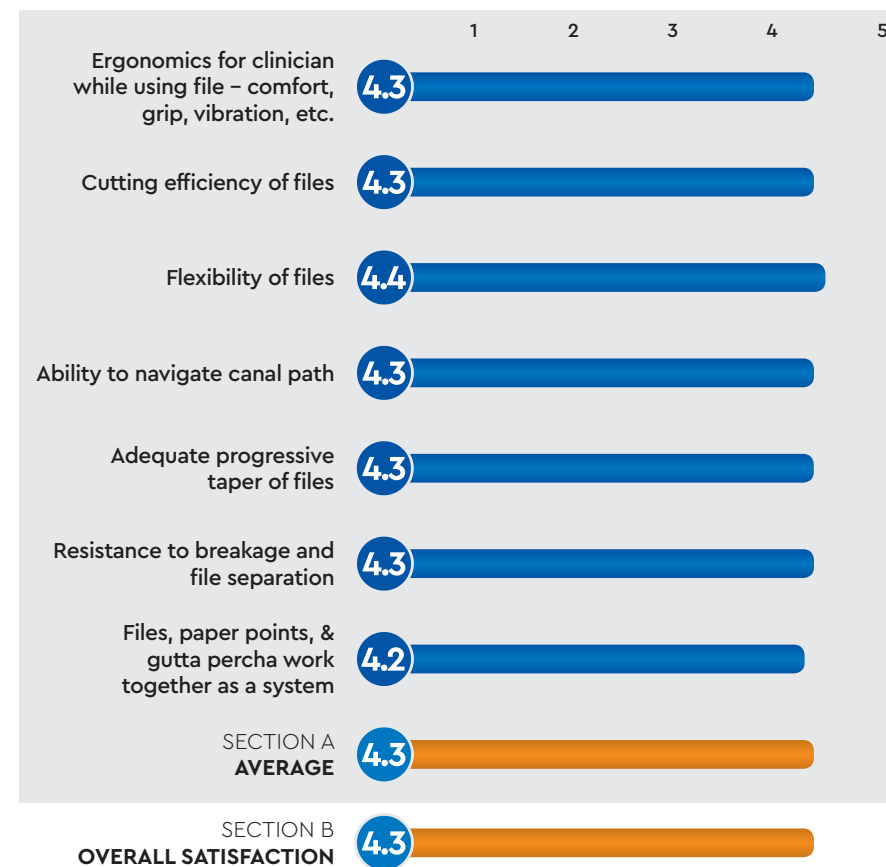 1 2 3 4 5
Ergonomics for clinician
while using file – comfort,
grip, vibration, etc.
4.3
Cutting efficiency of files
4.3
Flexibility of files
4.4
Ability to navigate canal path
4.3
Adequate progressive
taper of files
4.3
Resistance to breakage and
file separation
4.3
Files, paper points, &
gutta percha work
together as a system
4.2
SECTION A
AVERAGE
4.3
SECTION B
OVERALL SATISFACTION
4.3